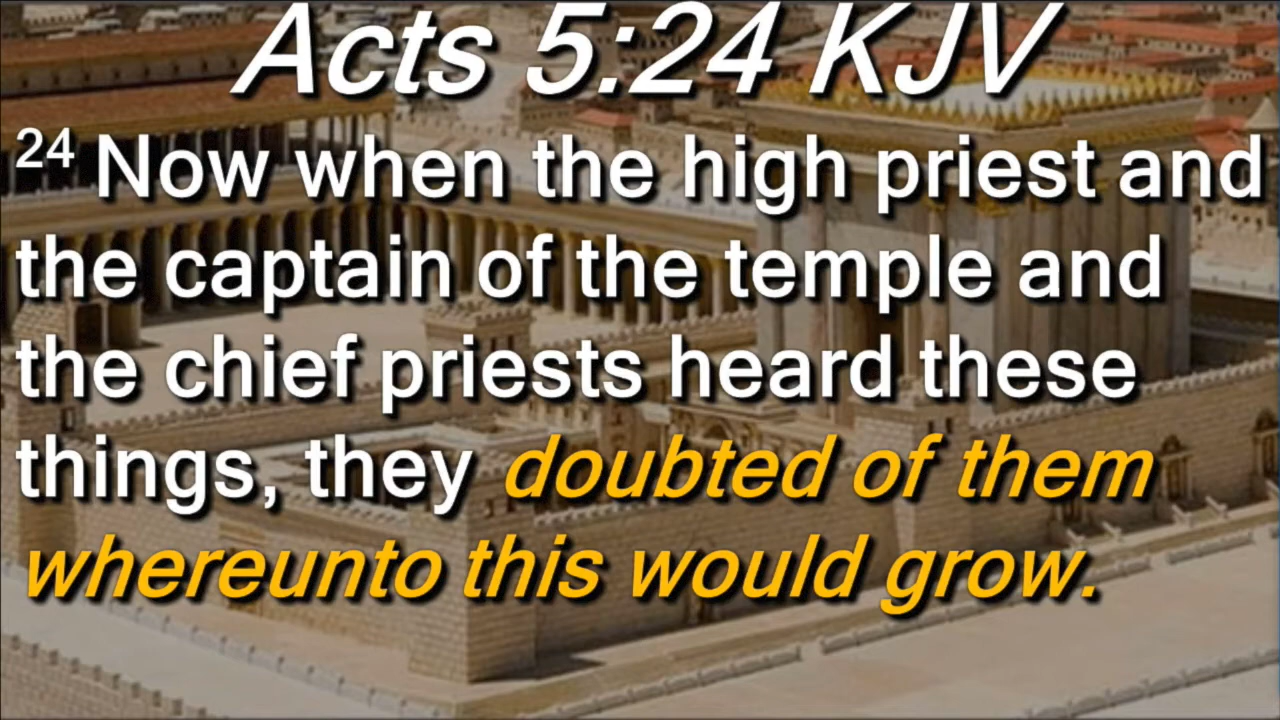 Acts 5:24 KJV
24 Now when the high priest and
the captain of the temple and
the chief priests heard these
things, they doubted of them
whereunto this would grow.